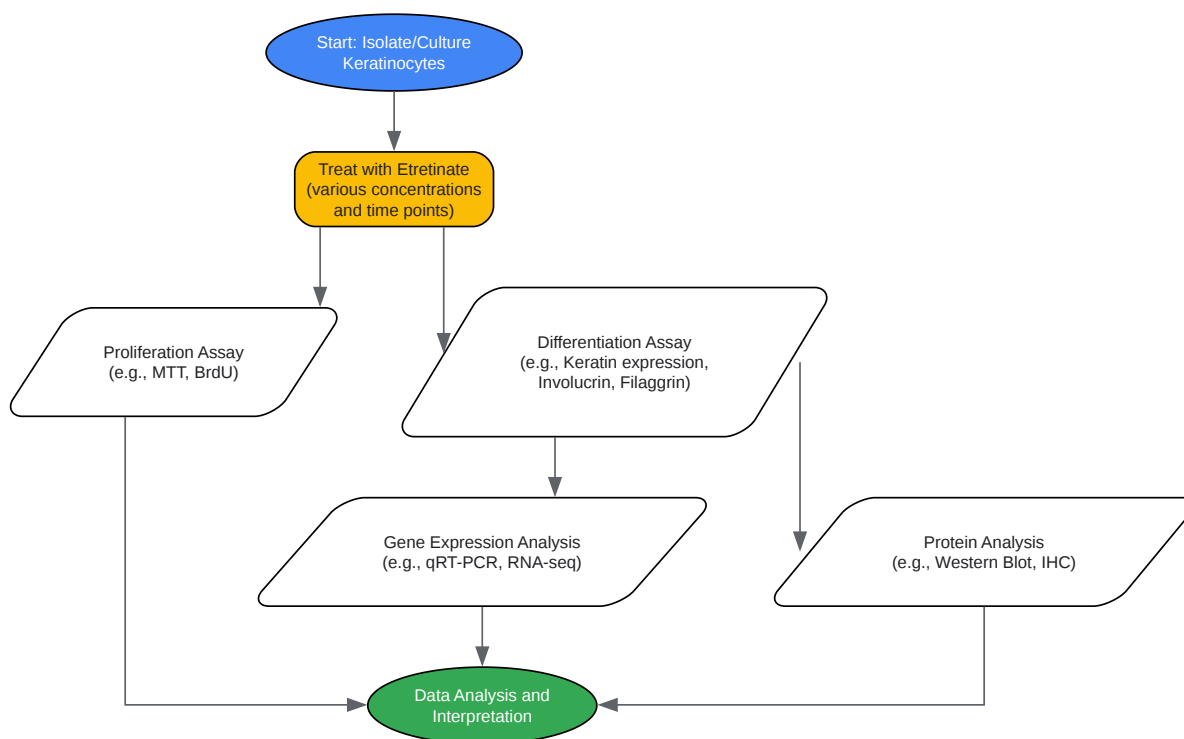 Start: Isolate/Culture
Keratinocytes
Treat with Etretinate
(various concentrations
and time points)
Proliferation Assay
(e.g., MTT, BrdU)
Differentiation Assay
(e.g., Keratin expression,
Involucrin, Filaggrin)
Gene Expression Analysis
(e.g., qRT-PCR, RNA-seq)
Protein Analysis
(e.g., Western Blot, IHC)
Data Analysis and
Interpretation